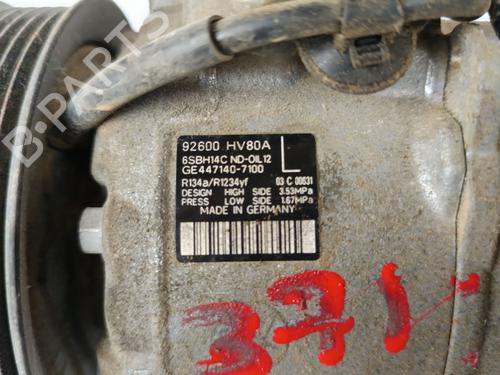 92600 HV80A
6SBH14C ND-OIL12
GE447140-7100
L
R134a/R1234yf 03 C 00631
DESIGN HIGH SIDE 3.53MPa
PRESS LOW SIDE 1.67MPa
MADE IN GERMANY
371
B-PARTS